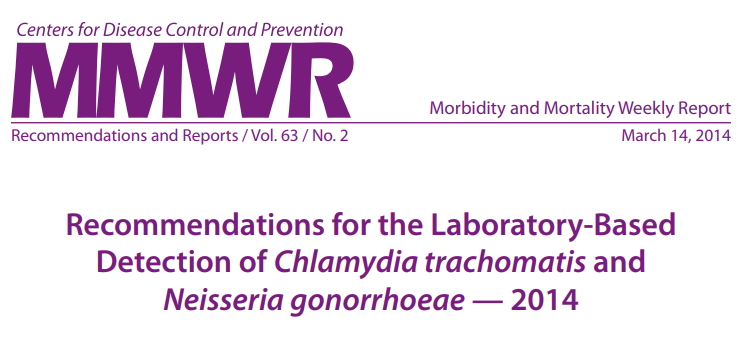 Centers for Disease Control and Prevention
MMWR
Morbidity and Mortality Weekly Report
Recommendations and Reports / Vol. 63 / No. 2
March 14, 2014
Recommendations for the Laboratory-Based
Detection of Chlamydia trachomatis and
Neisseria gonorrhoeae — 2014